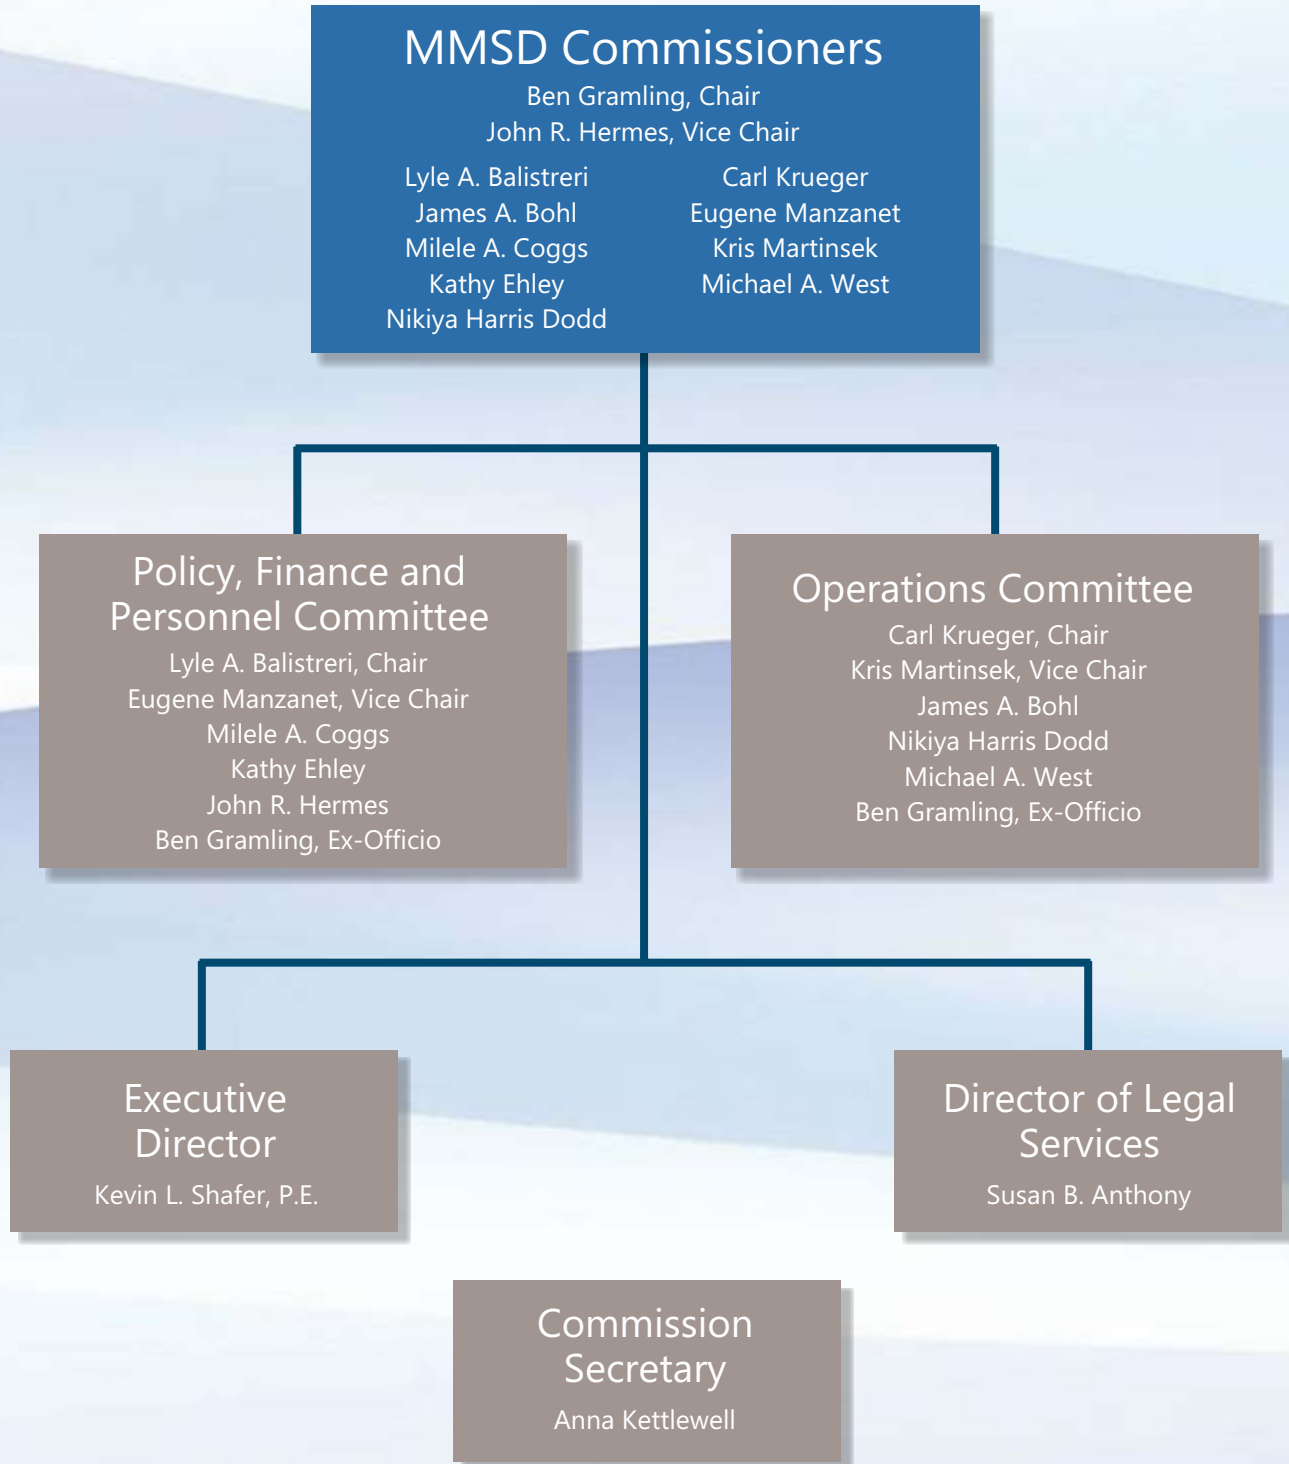 MMSD Commissioners
Ben Gramling, Chair
John R. Hermes, Vice Chair
Lyle A. Balistreri
James A. Bohl
Milele A. Coggs
Kathy Ehley
Nikiya Harris Dodd
Carl Krueger
Eugene Manzanet
Kris Martinsek
Michael A. West
Policy, Finance and
Personnel Committee
Lyle A. Balistreri, Chair
Eugene Manzanet, Vice Chair
Milele A. Coggs
Kathy Ehley
John R. Hermes
Ben Gramling, Ex-Officio
Operations Committee
Carl Krueger, Chair
Kris Martinsek, Vice Chair
James A. Bohl
Nikiya Harris Dodd
Michael A. West
Ben Gramling, Ex-Officio
Executive
Director
Kevin L. Shafer, P.E.
Director of Legal
Services
Susan B. Anthony
Commission
Secretary
Anna Kettlewell